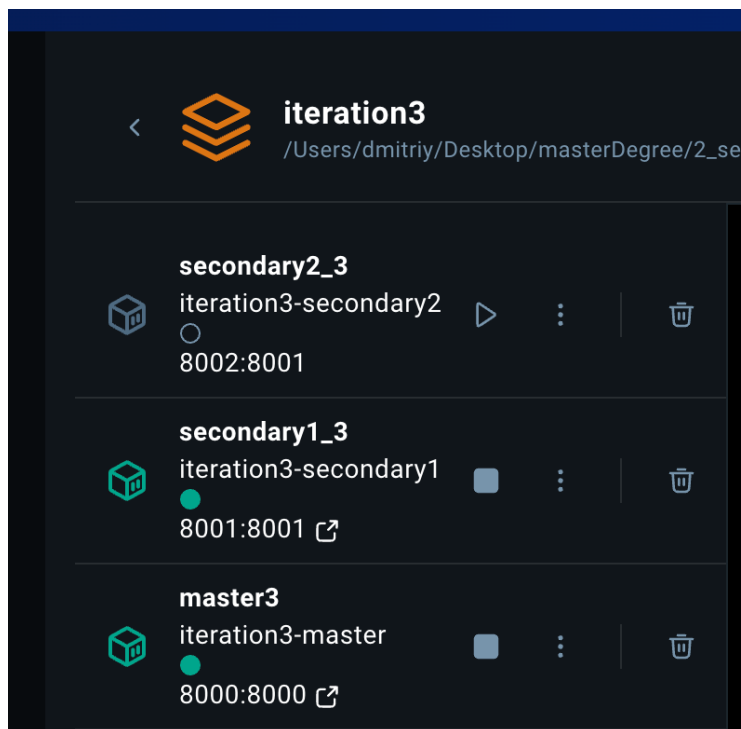 iteration3
/Users/dmitriy/Desktop/masterDegree/2_se
secondary2_3
iteration3-secondary2
8002:8001
secondary1_3
iteration3-secondary1
8001:8001
master3
iteration3-master
8000:8000